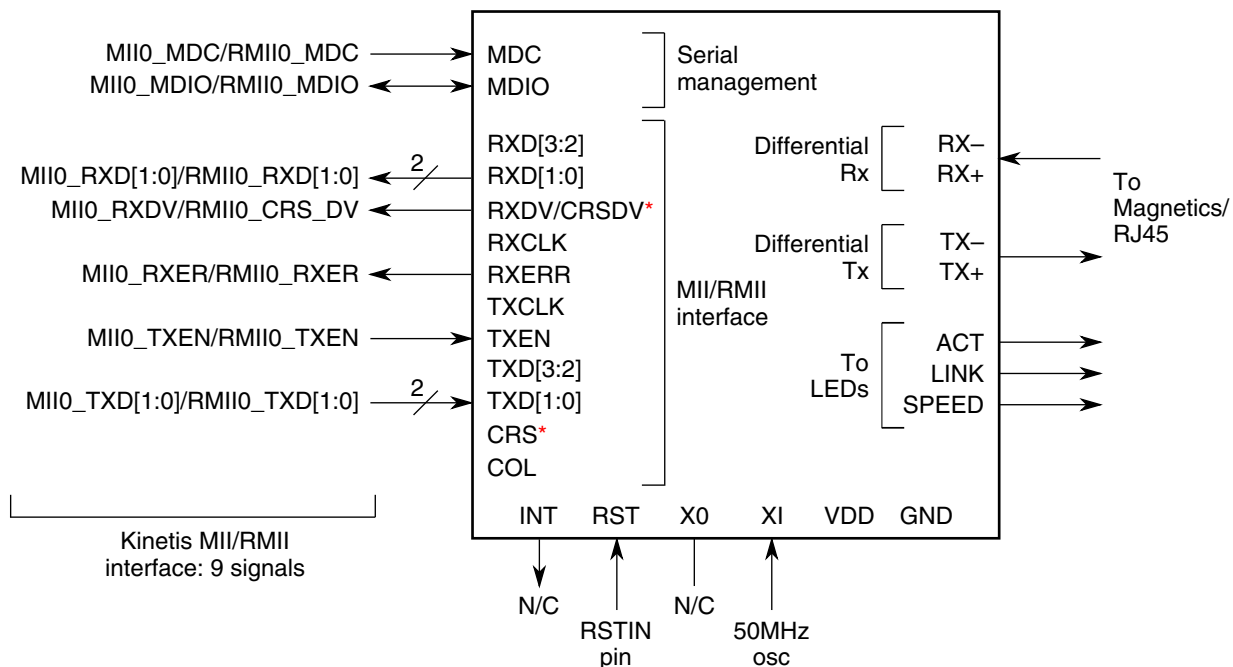 MII0_MDC/RMII0_MDC
MII0_MDIO/RMII0_MDIO
MII0_RXD[1:0]/RMII0_RXD[1:0]
2
MII0_RXDV/RMII0_CRS_DV
MII0_RXER/RMII0_RXER
MII0_TXEN/RMII0_TXEN
MII0_TXD[1:0]/RMII0_TXD[1:0]
2
Kinetis MII/RMII
interface: 9 signals
MDC
MDIO
Serial
management
RXD[3:2]
RXD[1:0]
RXDV/CRSDV*
RXCLK
RXERR
TXCLK
TXEN
TXD[3:2]
TXD[1:0]
CRS*
COL
MII/RMII
interface
Differential
Rx
RX–
RX+
Differential
Tx
TX–
TX+
To
LEDs
ACT
LINK
SPEED
To
Magnetics/
RJ45
INT RST X0 XI VDD GND
N/C
RSTIN
pin
N/C
50MHz
osc